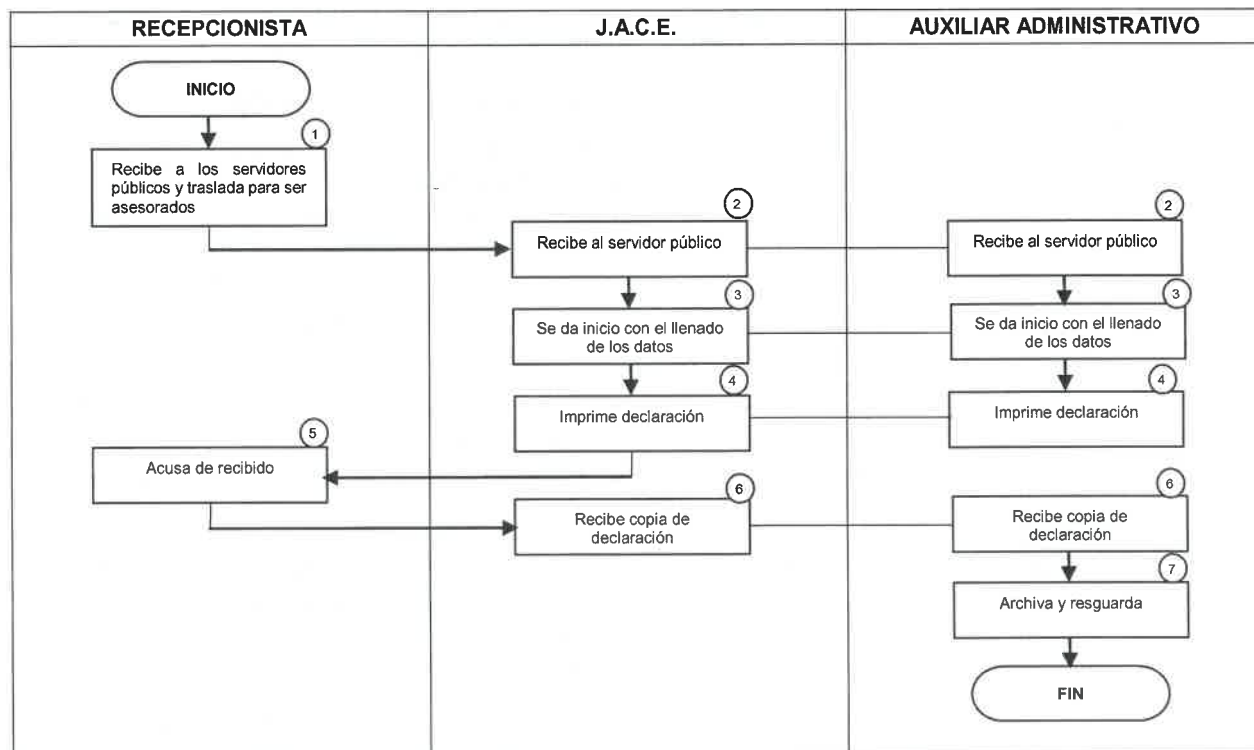 RECEPCIONISTA
J.A.C.E.
AUXILIAR ADMINISTRATIVO
INICIO
1
Recibe a los servidores
públicos y traslada para ser
asesorados
2
Recibe al servidor público
2
Recibe al servidor público
3
Se da inicio con el llenado
de los datos
3
Se da inicio con el llenado
de los datos
4
Imprime declaración
4
Imprime declaración
5
Acusa de recibido
6
Recibe copia de
declaración
6
Recibe copia de
declaración
7
Archiva y resguarda
FIN